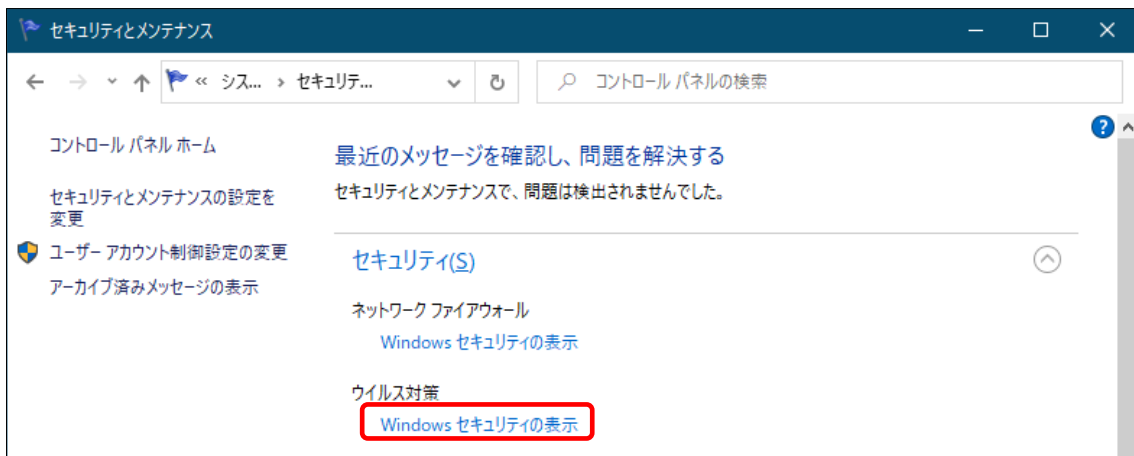 セキュリティとメンテナンス
« シス... › セキュリテ...
コントロール パネルの検索
コントロール パネル ホーム
セキュリティとメンテナンスの設定を
変更
ユーザー アカウント制御設定の変更
アーカイブ済みメッセージの表示
?
最近のメッセージを確認し、問題を解決する
セキュリティとメンテナンスで、問題は検出されませんでした。
セキュリティ(S)
ネットワーク ファイアウォール
Windows セキュリティの表示
ウイルス対策
Windows セキュリティの表示